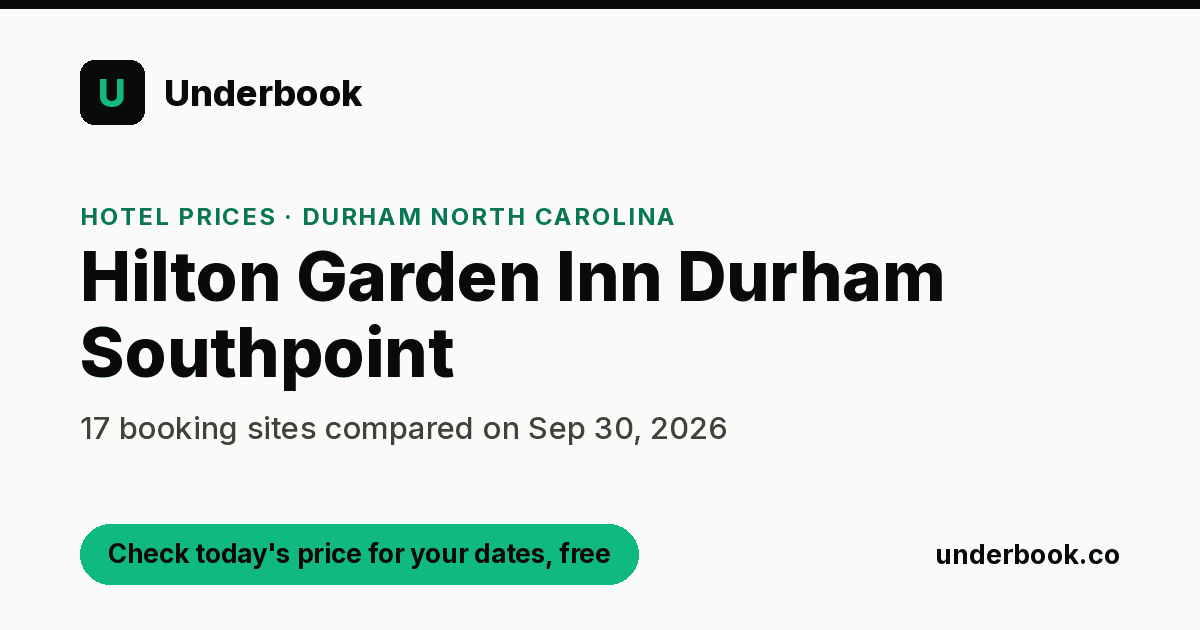 U Underbook
HOTEL PRICES · DURHAM NORTH CAROLINA
Hilton Garden Inn Durham
Southpoint
17 booking sites compared on Sep 30, 2026
Check today's price for your dates, free
underbook.co